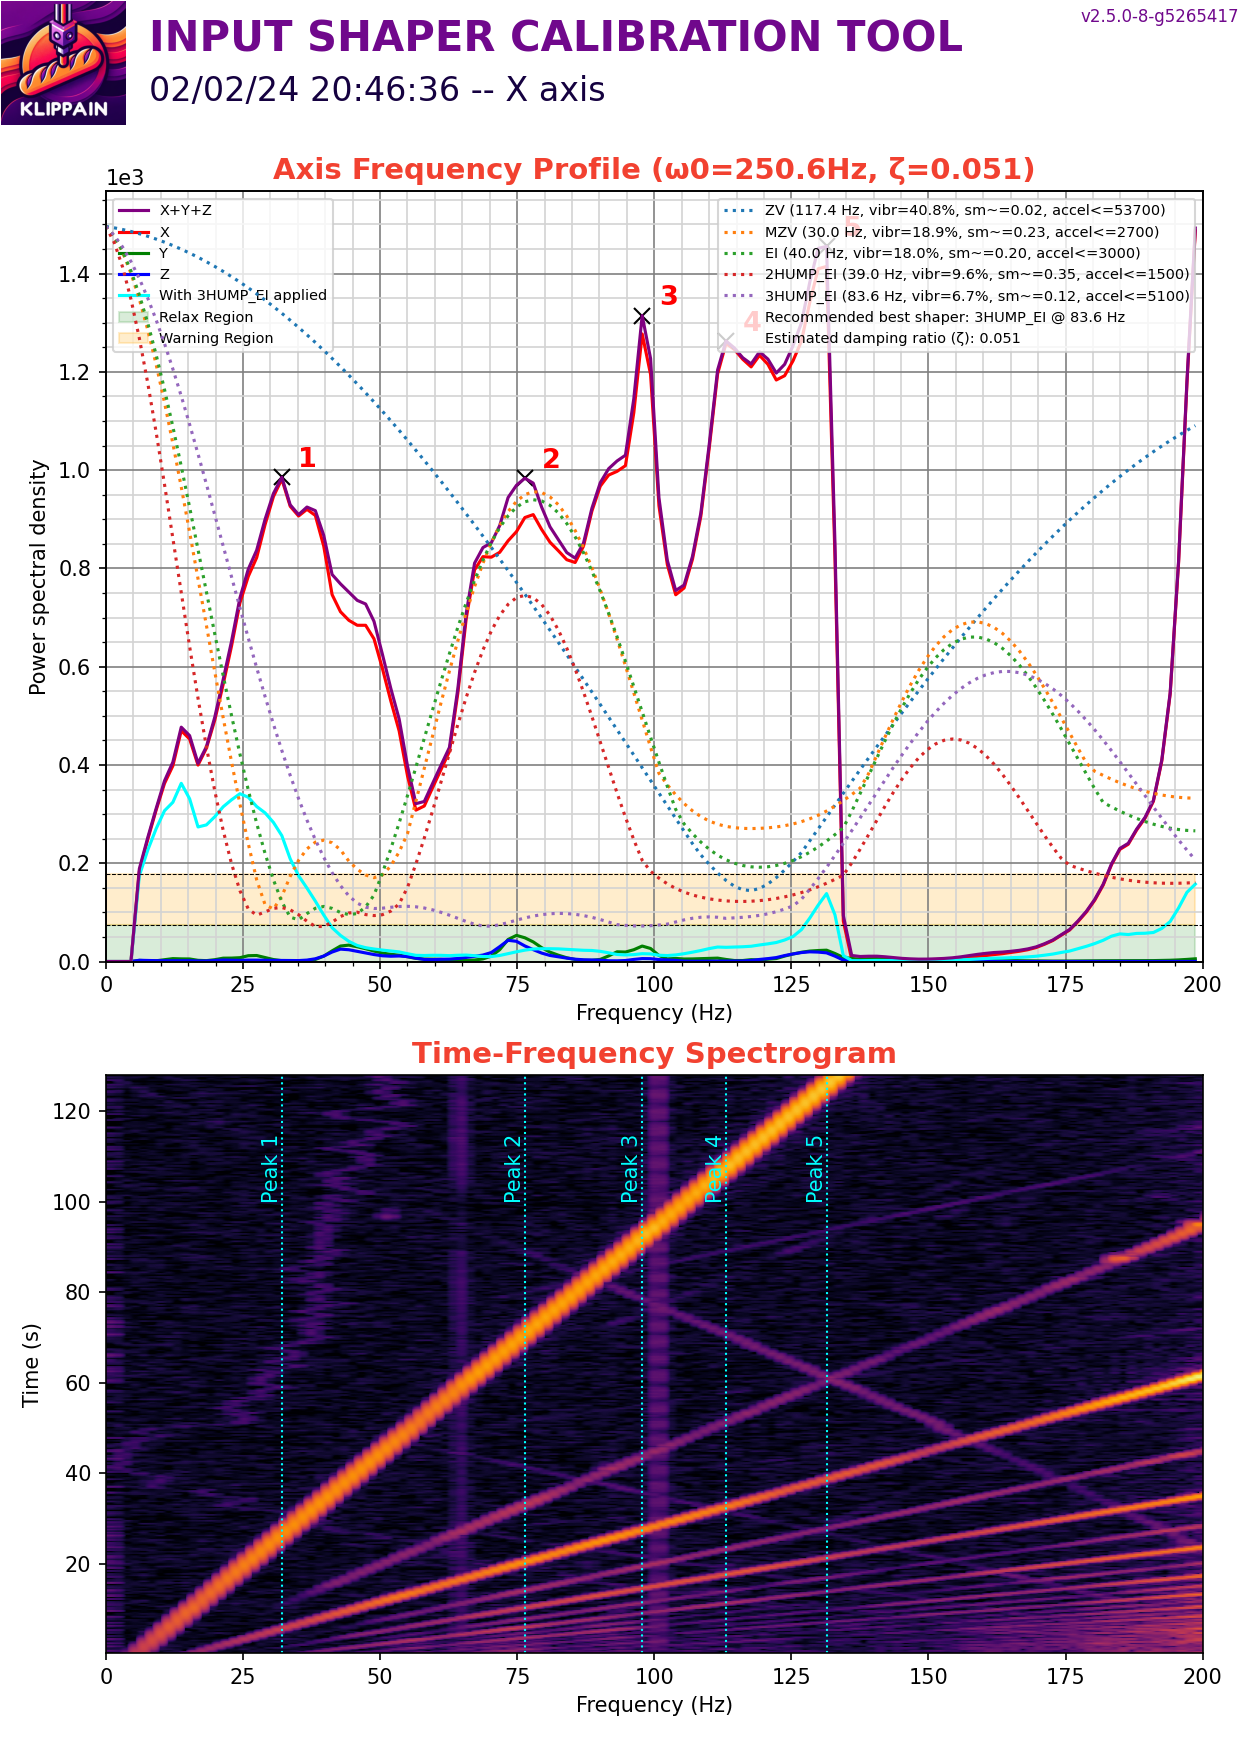 INPUT SHAPER CALIBRATION TOOL
v2.5.0-8-g5265417
02/02/24 20:46:36 -- X axis
KLIPPAIN
Axis Frequency Profile (ω0=250.6Hz, ζ=0.051)
1e3
X+Y+Z
X
Y
Z
With 3HUMP_EI applied
Relax Region
Warning Region
ZV (117.4 Hz, vibr=40.8%, sm~=0.02, accel<=53700)
MZV (30.0 Hz, vibr=18.9%, sm~=0.23, accel<=2700)
EI (40.0 Hz, vibr=18.0%, sm~=0.20, accel<=3000)
2HUMP_EI (39.0 Hz, vibr=9.6%, sm~=0.35, accel<=1500)
3HUMP_EI (83.6 Hz, vibr=6.7%, sm~=0.12, accel<=5100)
Recommended best shaper: 3HUMP_EI @ 83.6 Hz
Estimated damping ratio (ζ): 0.051
1
2
3
4
5
1.4
1.2
1.0
0.8
0.6
0.4
0.2
0.0
Power spectral density
0 25 50 75 100 125 150 175 200
Frequency (Hz)
Time-Frequency Spectrogram
Peak 1
Peak 2
Peak 3
Peak 4
Peak 5
120
100
80
60
40
20
Time (s)
0 25 50 75 100 125 150 175 200
Frequency (Hz)